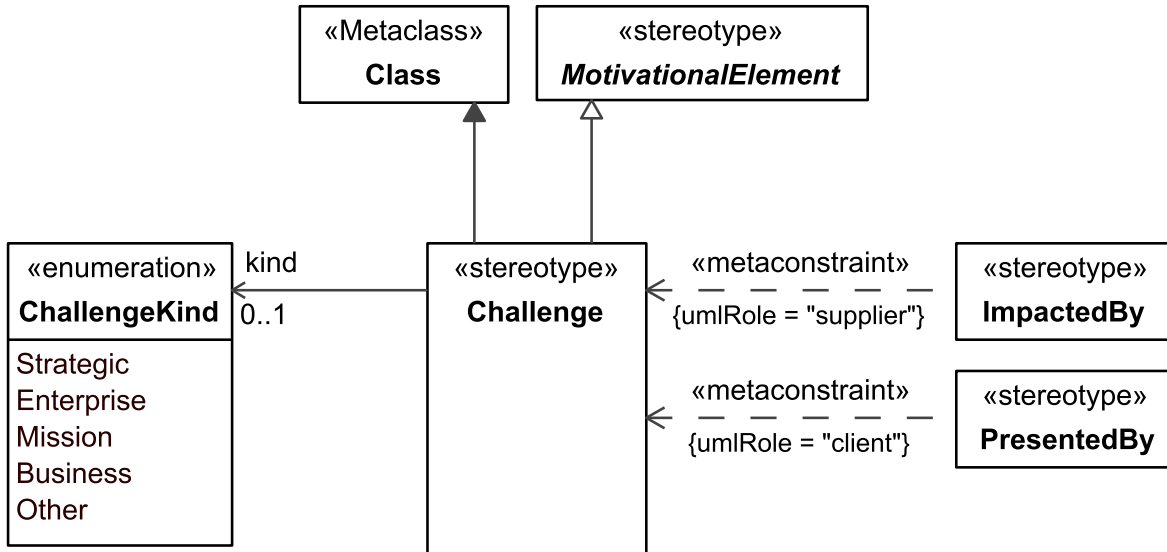 «Metaclass»
Class
«stereotype»
MotivationalElement
«enumeration»
ChallengeKind
Strategic
Enterprise
Mission
Business
Other
kind
0..1
«stereotype»
Challenge
«metaconstraint»
{umlRole = "supplier"}
«stereotype»
ImpactedBy
«metaconstraint»
{umlRole = "client"}
«stereotype»
PresentedBy